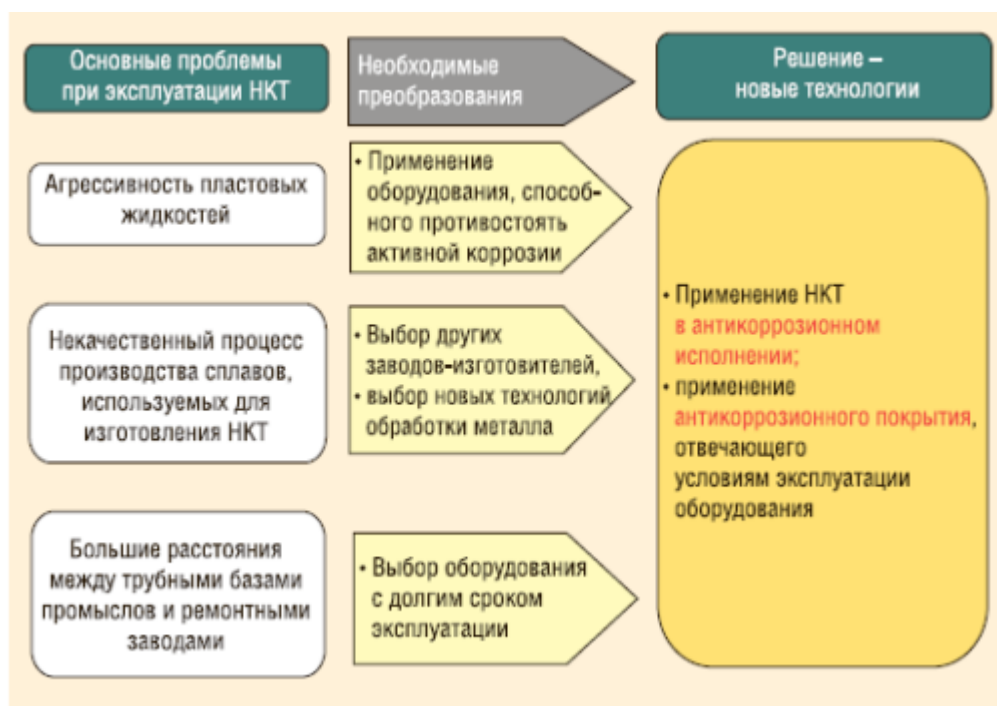 Основные проблемы
при эксплуатации НКТ
Необходимые
преобразования
Решение –
новые технологии
Агрессивность пластовых
жидкостей
• Применение
оборудования, способ-
ного противостоять
активной коррозии
Некачественный процесс
производства сплавов,
используемых для
изготовления НКТ
• Выбор других
заводов-изготовителей,
• выбор новых технологий
обработки металла
Большие расстояния
между трубными базами
промыслов и ремонтными
заводами
• Выбор оборудования
с долгим сроком
эксплуатации
• Применение НКТ
в антикоррозионном
исполнении;
• применение
антикоррозионного покрытия,
отвечающего
условиям эксплуатации
оборудования